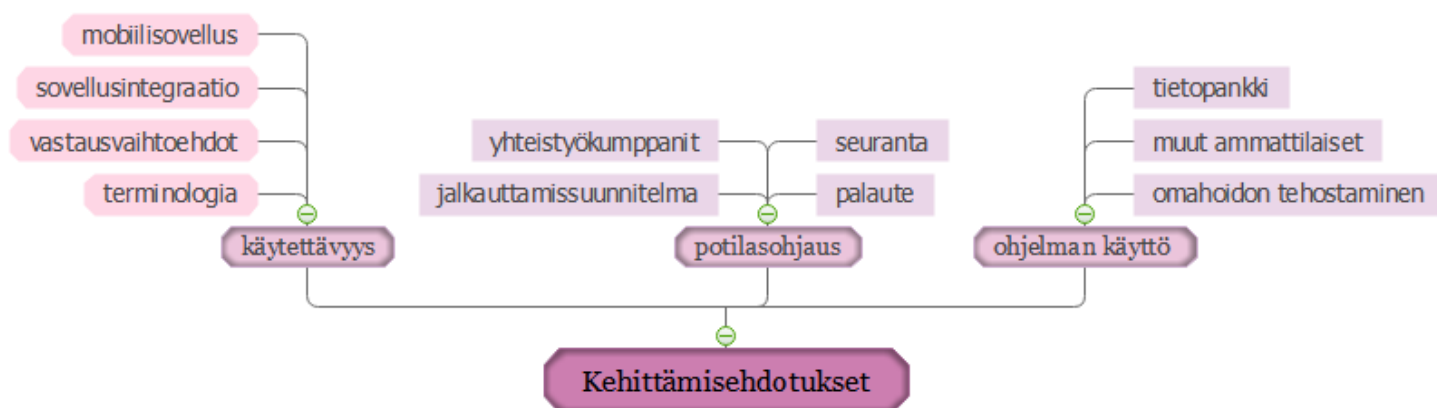 mobiilisovellus
sovellusintegraatio
vastausvaihtoehdot
terminologia
käytettävyys
yhteistyökumppanit
jalkauttamissuunnitelma
seuranta
palaute
potilasohjaus
tietopankki
muut ammattilaiset
omahoidon tehostaminen
ohjelman käyttö
Kehittämisehdotukset